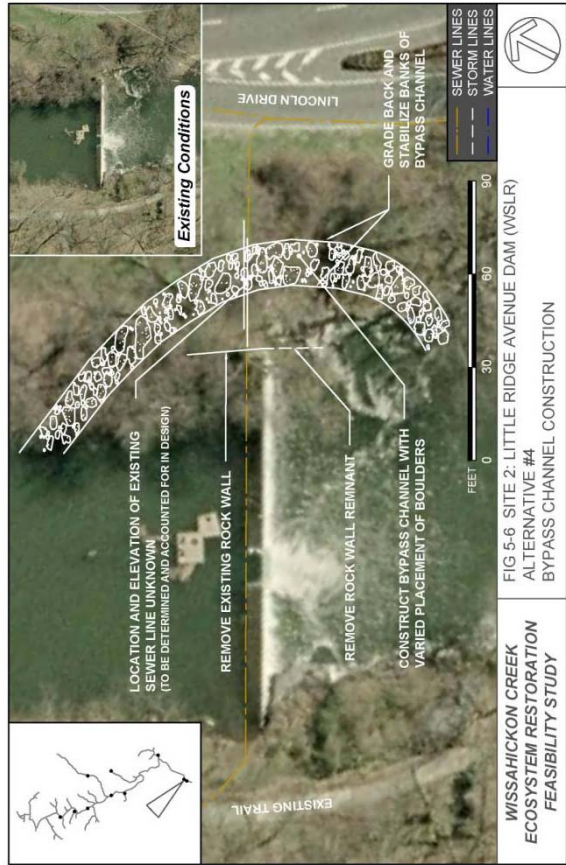 Existing Conditions
LINCOLN DRIVE
EXISTING TRAIL
LOCATION AND ELEVATION OF EXISTING
SEWER LINE UNKNOWN
(TO BE DETERMINED AND ACCOUNTED FOR IN DESIGN)
REMOVE EXISTING ROCK WALL
REMOVE ROCK WALL REMNANT
CONSTRUCT BYPASS CHANNEL WITH
VARIED PLACEMENT OF BOULDERS
GRADE BACK AND
STABILIZE BANKS OF
BYPASS CHANNEL
FEET
0 30 60 90
SEWER LINES
STORM LINES
WATER LINES
WISSAHICKON CREEK
ECOSYSTEM RESTORATION
FEASIBILITY STUDY
FIG 5-6 SITE 2: LITTLE RIDGE AVENUE DAM (WSLR)
ALTERNATIVE #4
BYPASS CHANNEL CONSTRUCTION